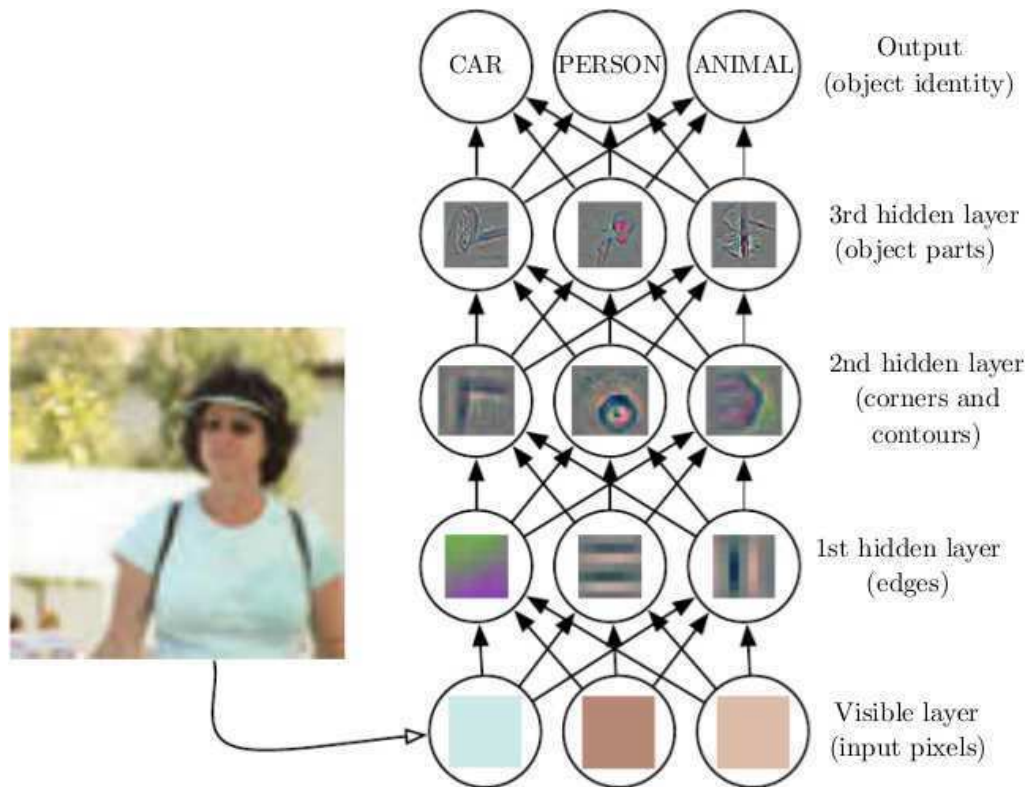 CAR
PERSON
ANIMAL
Output
(object identity)
3rd hidden layer
(object parts)
2nd hidden layer
(corners and
contours)
1st hidden layer
(edges)
Visible layer
(input pixels)